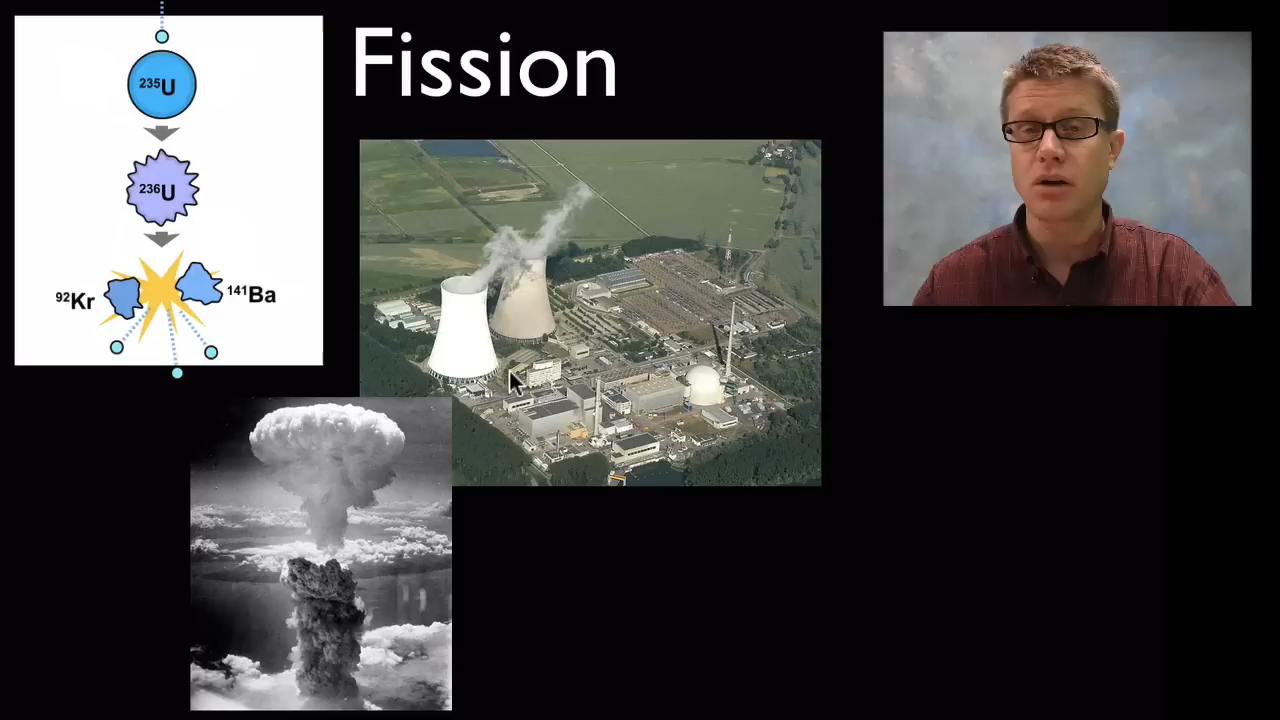 Fission
²³⁵U
²³⁶U
⁹²Kr
¹⁴¹Ba